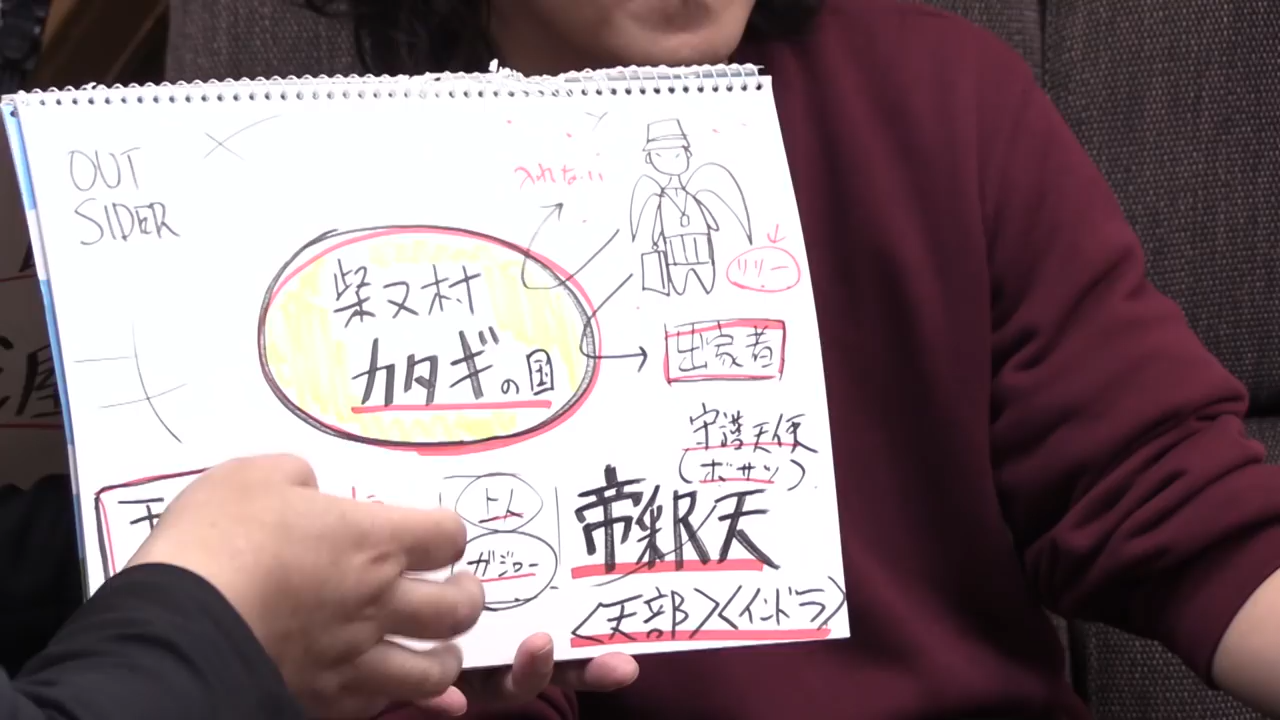 OUT
SIDER
入れない
リリー
柴又村
カタギの国
出家者
守護天使
(ボサツ)
帝釈天
<天部><インドラ>
ガジロー